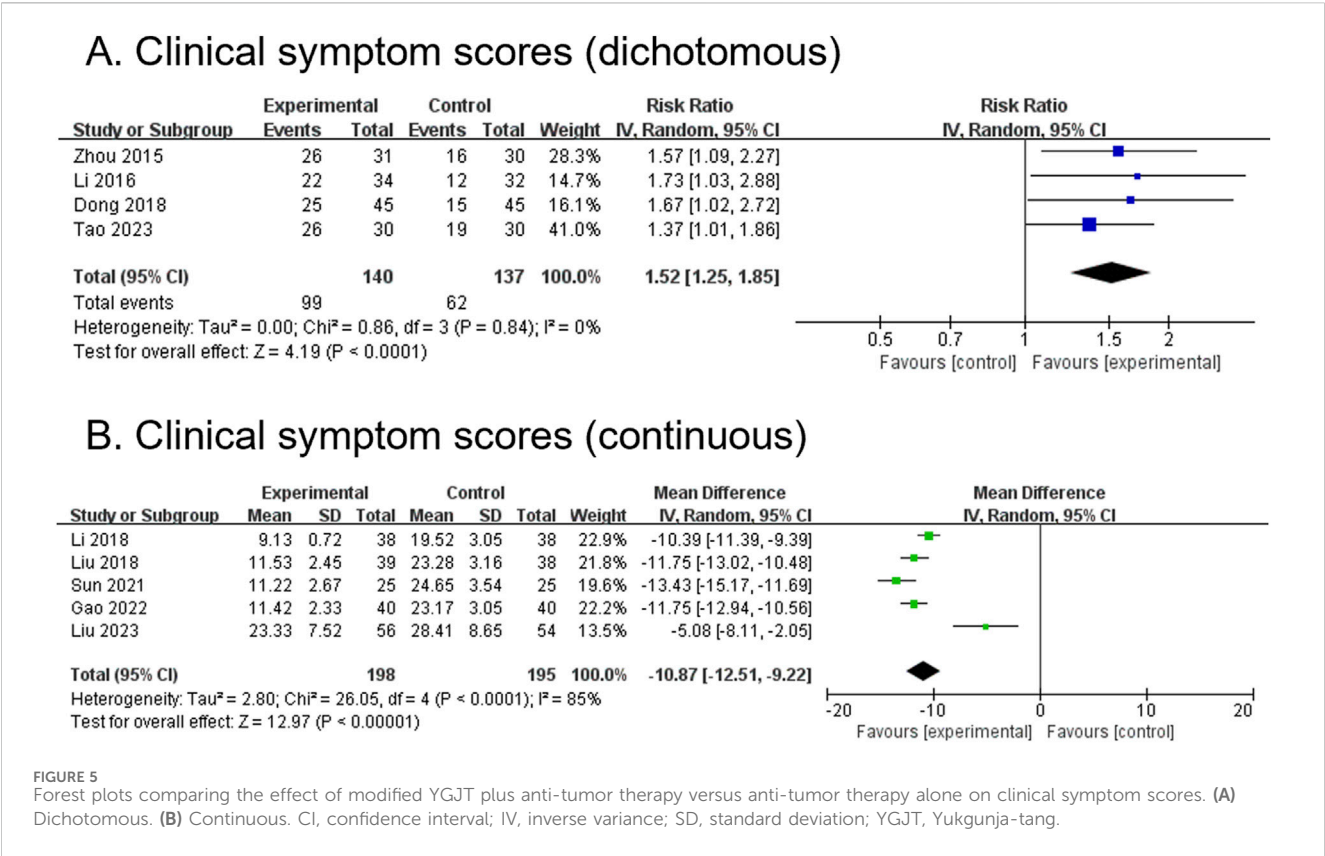 A. Clinical symptom scores (dichotomous)
Experimental Control Risk Ratio Risk Ratio
Study or Subgroup Events Total Events Total Weight IV, Random, 95% CI IV, Random, 95% CI
Zhou 2015 26 31 16 30 28.3% 1.57 [1.09, 2.27]
Li 2016 22 34 12 32 14.7% 1.73 [1.03, 2.88]
Dong 2018 25 45 15 45 16.1% 1.67 [1.02, 2.72]
Tao 2023 26 30 19 30 41.0% 1.37 [1.01, 1.86]
Total (95% CI) 140 137 100.0% 1.52 [1.25, 1.85]
Total events 99 62
Heterogeneity: Tau² = 0.00; Chi² = 0.86, df = 3 (P = 0.84); I² = 0%
Test for overall effect: Z = 4.19 (P < 0.0001)
0.5 0.7 1 1.5 2
Favours [control] Favours [experimental]
B. Clinical symptom scores (continuous)
Experimental Control Mean Difference Mean Difference
Study or Subgroup Mean SD Total Mean SD Total Weight IV, Random, 95% CI IV, Random, 95% CI
Li 2018 9.13 0.72 38 19.52 3.05 38 22.9% -10.39 [-11.39, -9.39]
Liu 2018 11.53 2.45 39 23.28 3.16 38 21.8% -11.75 [-13.02, -10.48]
Sun 2021 11.22 2.67 25 24.65 3.54 25 19.6% -13.43 [-15.17, -11.69]
Gao 2022 11.42 2.33 40 23.17 3.05 40 22.2% -11.75 [-12.94, -10.56]
Liu 2023 23.33 7.52 56 28.41 8.65 54 13.5% -5.08 [-8.11, -2.05]
Total (95% CI) 198 195 100.0% -10.87 [-12.51, -9.22]
Heterogeneity: Tau² = 2.80; Chi² = 26.05, df = 4 (P < 0.0001); I² = 85%
Test for overall effect: Z = 12.97 (P < 0.00001)
-20 -10 0 10 20
Favours [experimental] Favours [control]
FIGURE 5
Forest plots comparing the effect of modified YGJT plus anti-tumor therapy versus anti-tumor therapy alone on clinical symptom scores. (A)
Dichotomous. (B) Continuous. CI, confidence interval; IV, inverse variance; SD, standard deviation; YGJT, Yukgunja-tang.